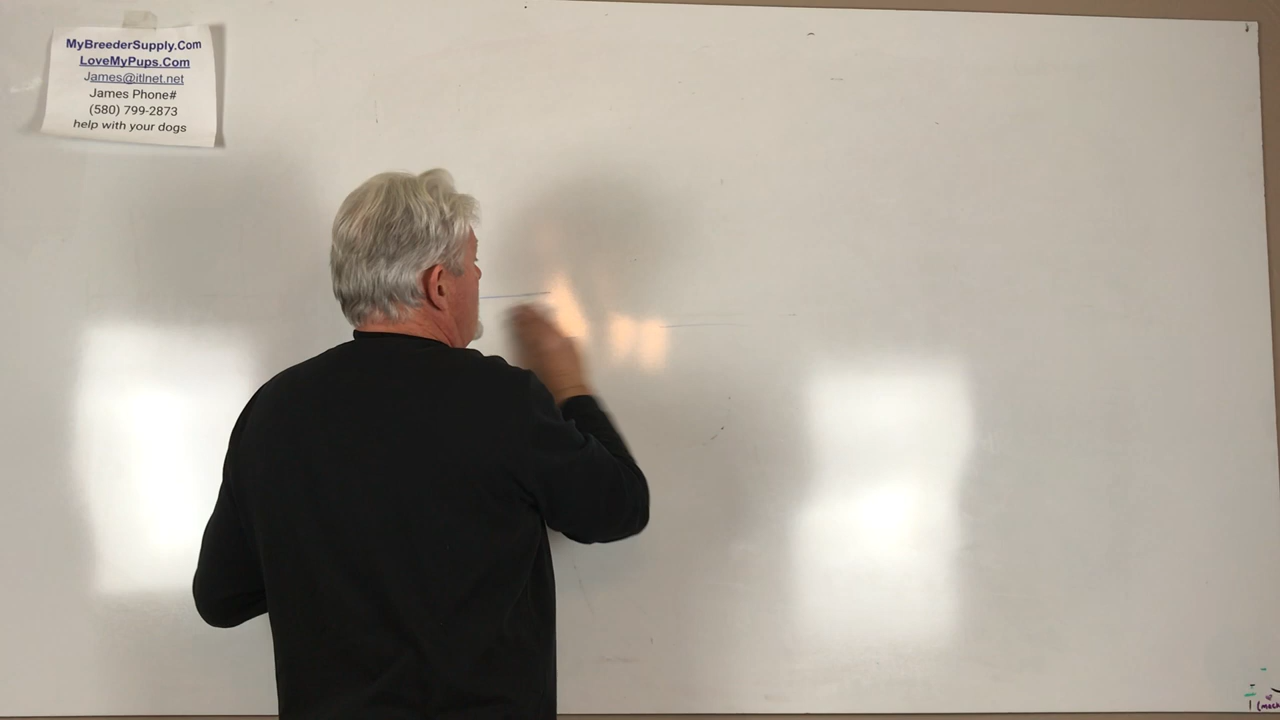 MyBreederSupply.Com
LoveMyPups.Com
James@itlnet.net
James Phone#
(580) 799-2873
help with your dogs